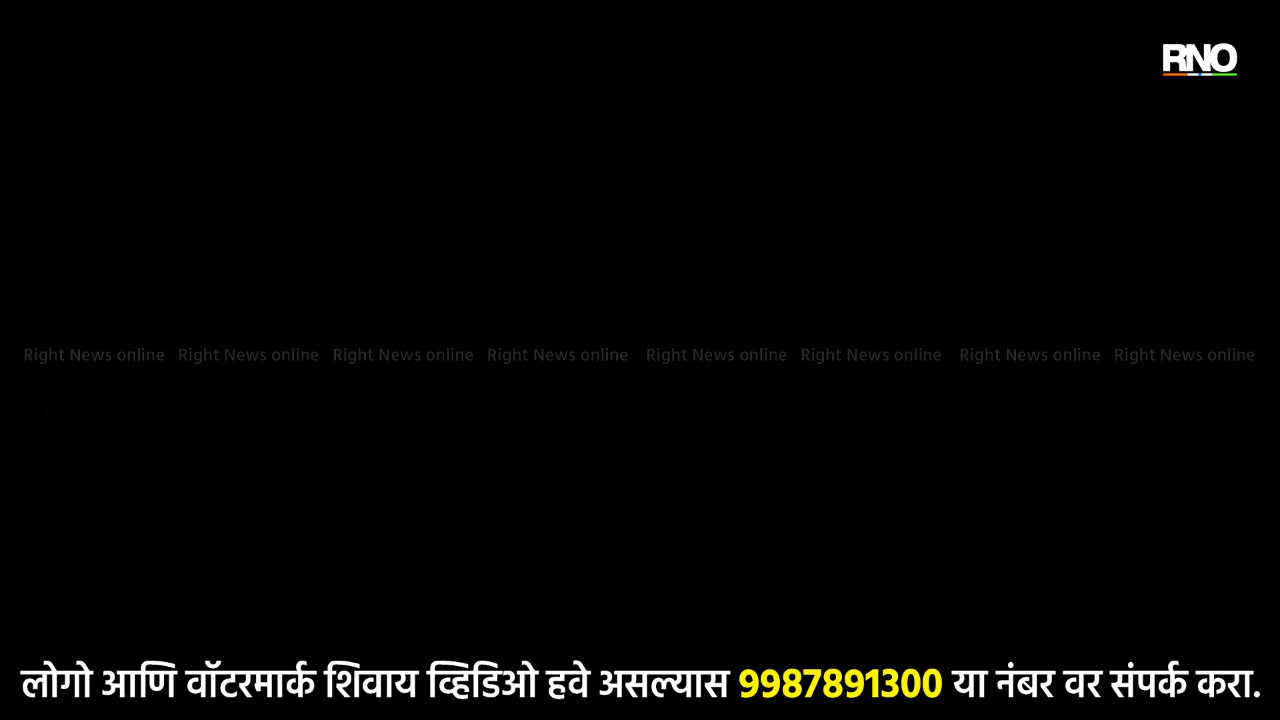 RNO
Right News online Right News online Right News online Right News online Right News online Right News online Right News online Right News online
लोगो आणि वॉटरमार्क शिवाय व्हिडिओ हवे असल्यास 9987891300 या नंबर वर संपर्क करा.